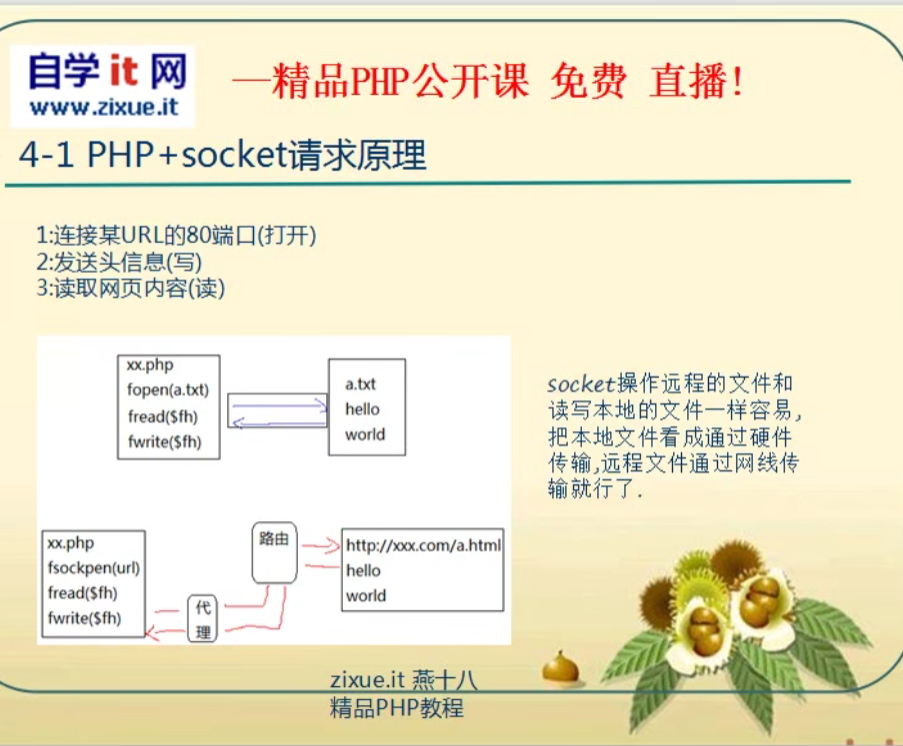 自学 it 网
www.zixue.it
—精品PHP公开课 免费 直播!
4-1 PHP+socket请求原理
1:连接某URL的80端口(打开)
2:发送头信息(写)
3:读取网页内容(读)
xx.php
fopen(a.txt)
fread($fh)
fwrite($fh)
a.txt
hello
world
socket操作远程的文件和
读写本地的文件一样容易,
把本地文件看成通过硬件
传输,远程文件通过网线传
输就行了.
xx.php
fsockpen(url)
fread($fh)
fwrite($fh)
代
理
路由
http://xxx.com/a.html
hello
world
zixue.it 燕十八
精品PHP教程